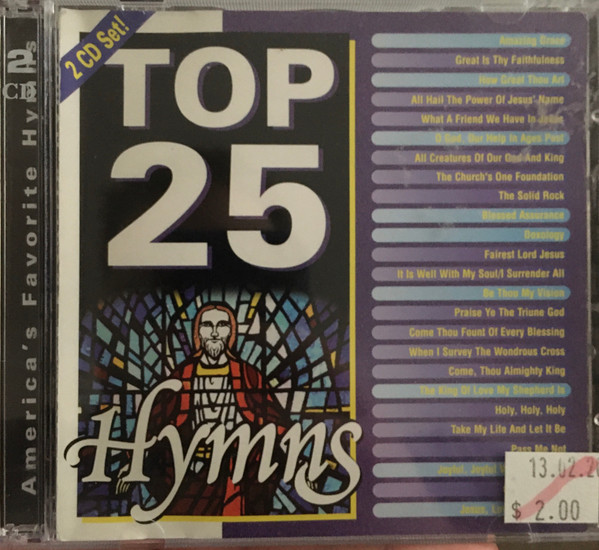 2 CD
America's Favorite Hymns
2 CD Set!
TOP
25
Hymns
Amazing Grace
Great Is Thy Faithfulness
How Great Thou Art
All Hail The Power Of Jesus' Name
What A Friend We Have In Jesus
O God, Our Help In Ages Past
All Creatures Of Our God And King
The Church's One Foundation
The Solid Rock
Blessed Assurance
Doxology
Fairest Lord Jesus
It Is Well With My Soul/I Surrender All
Be Thou My Vision
Praise Ye The Triune God
Come Thou Fount Of Every Blessing
When I Survey The Wondrous Cross
Come, Thou Almighty King
The King Of Love My Shepherd Is
Holy, Holy, Holy
Take My Life And Let It Be
Pass Me Not
Joyful, Joyful
Jesus,
13.02.20
$ 2.00